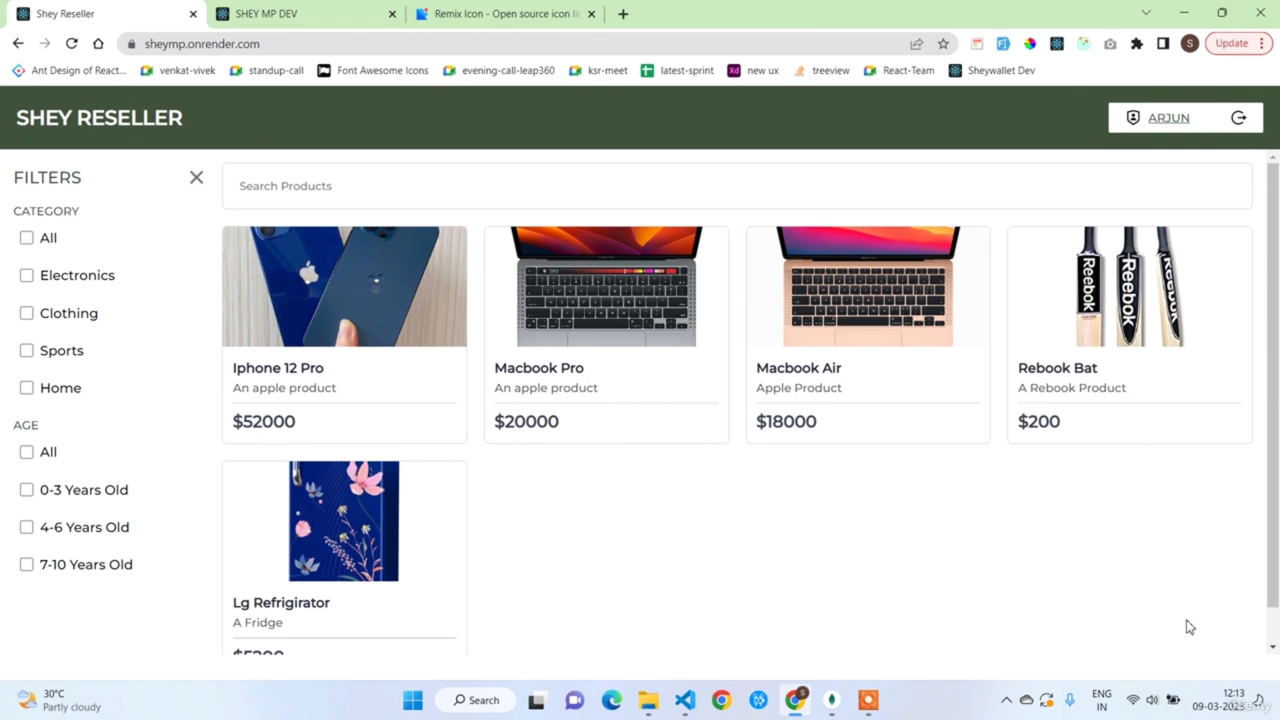 Shey Reseller
SHEY MP DEV
Remix Icon - Open source icon li
sheymp.onrender.com
S
Update
Ant Design of React...
venkat-vivek
standup-call
Font Awesome Icons
evening-call-leap360
ksr-meet
latest-sprint
Xd
new ux
treeview
React-Team
Sheywallet Dev
SHEY RESELLER
ARJUN
FILTERS
Search Products
CATEGORY
All
Electronics
Clothing
Sports
Home
AGE
All
0-3 Years Old
4-6 Years Old
7-10 Years Old
Iphone 12 Pro
An apple product
$52000
Macbook Pro
An apple product
$20000
Macbook Air
Apple Product
$18000
Reebok
Reebok
Reebok
Rebook Bat
A Rebook Product
$200
Lg Refrigirator
A Fridge
30°C
Partly cloudy
Search
ENG
IN
12:13